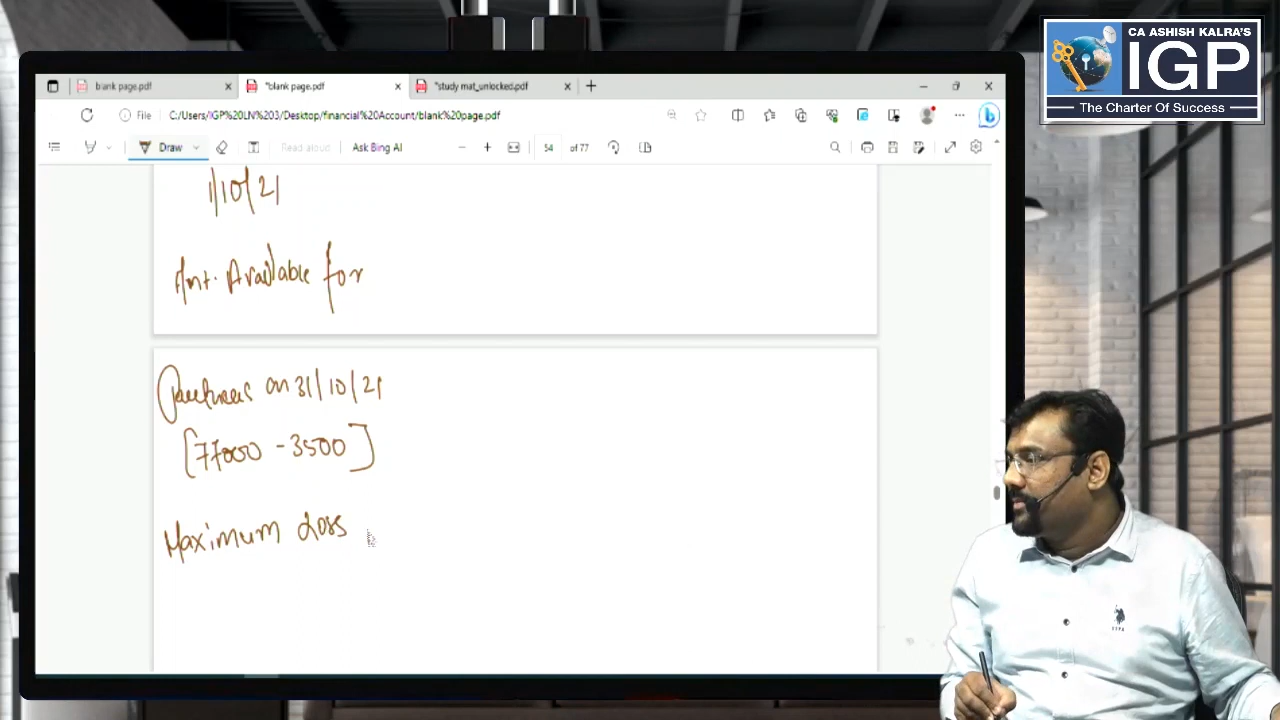 CA ASHISH KALRA'S
IGP
The Charter Of Success
blank page.pdf
*blank page.pdf
*study mat_unlocked.pdf
File
C:/Users/IGP%20LN%203/Desktop/financial%20Account/blank%20page.pdf
Draw
Read aloud
Ask Bing AI
54
of 77
1/10/21
Amt. Available for
on 31/10/21
[77000 - 3500]
Maximum Loss